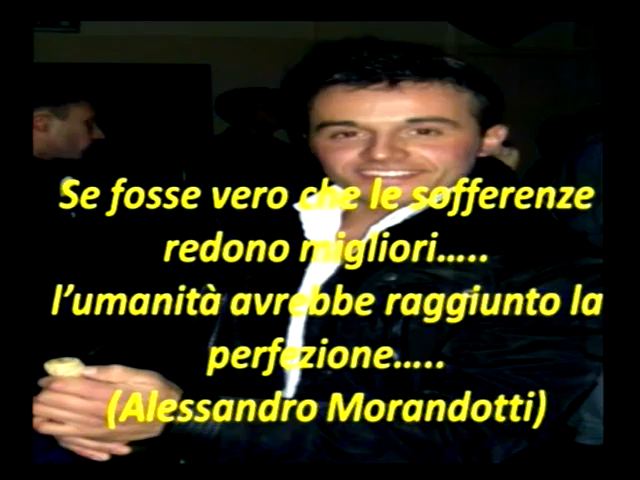 Se fosse vero che le sofferenze
redono migliori.....
l'umanità avrebbe raggiunto la
perfezione.....
(Alessandro Morandotti)